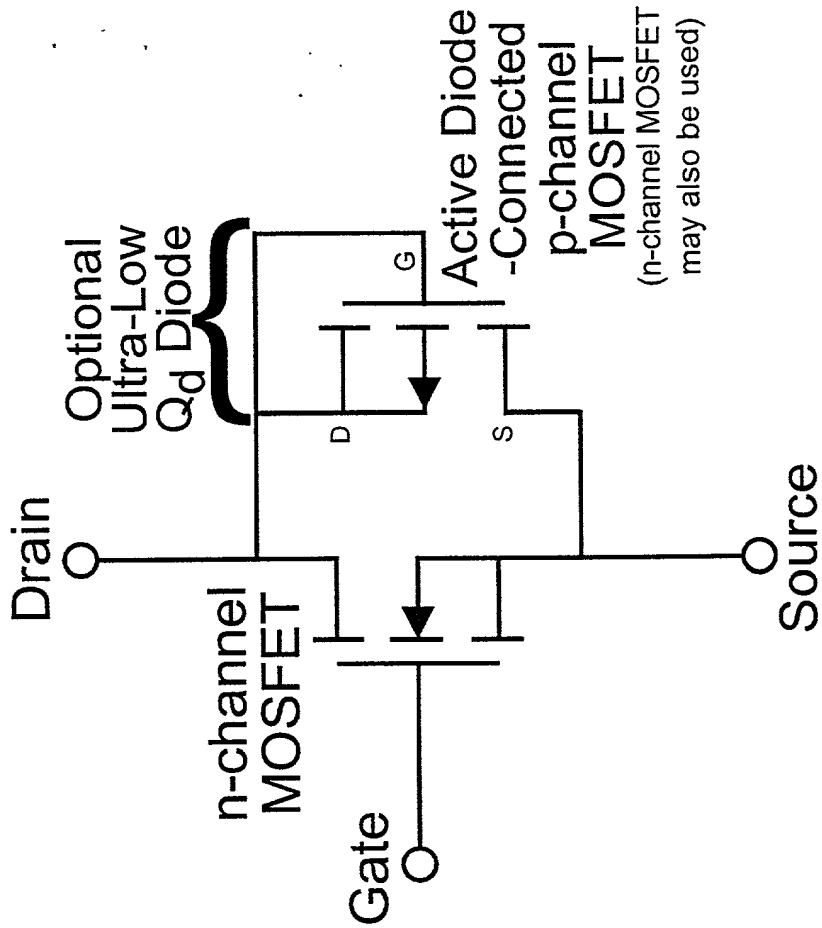 Drain
Optional
Ultra-Low
Qd Diode
n-channel
MOSFET
Gate
D
G
S
Active Diode
-Connected
p-channel
MOSFET
(n-channel MOSFET
may also be used)
Source